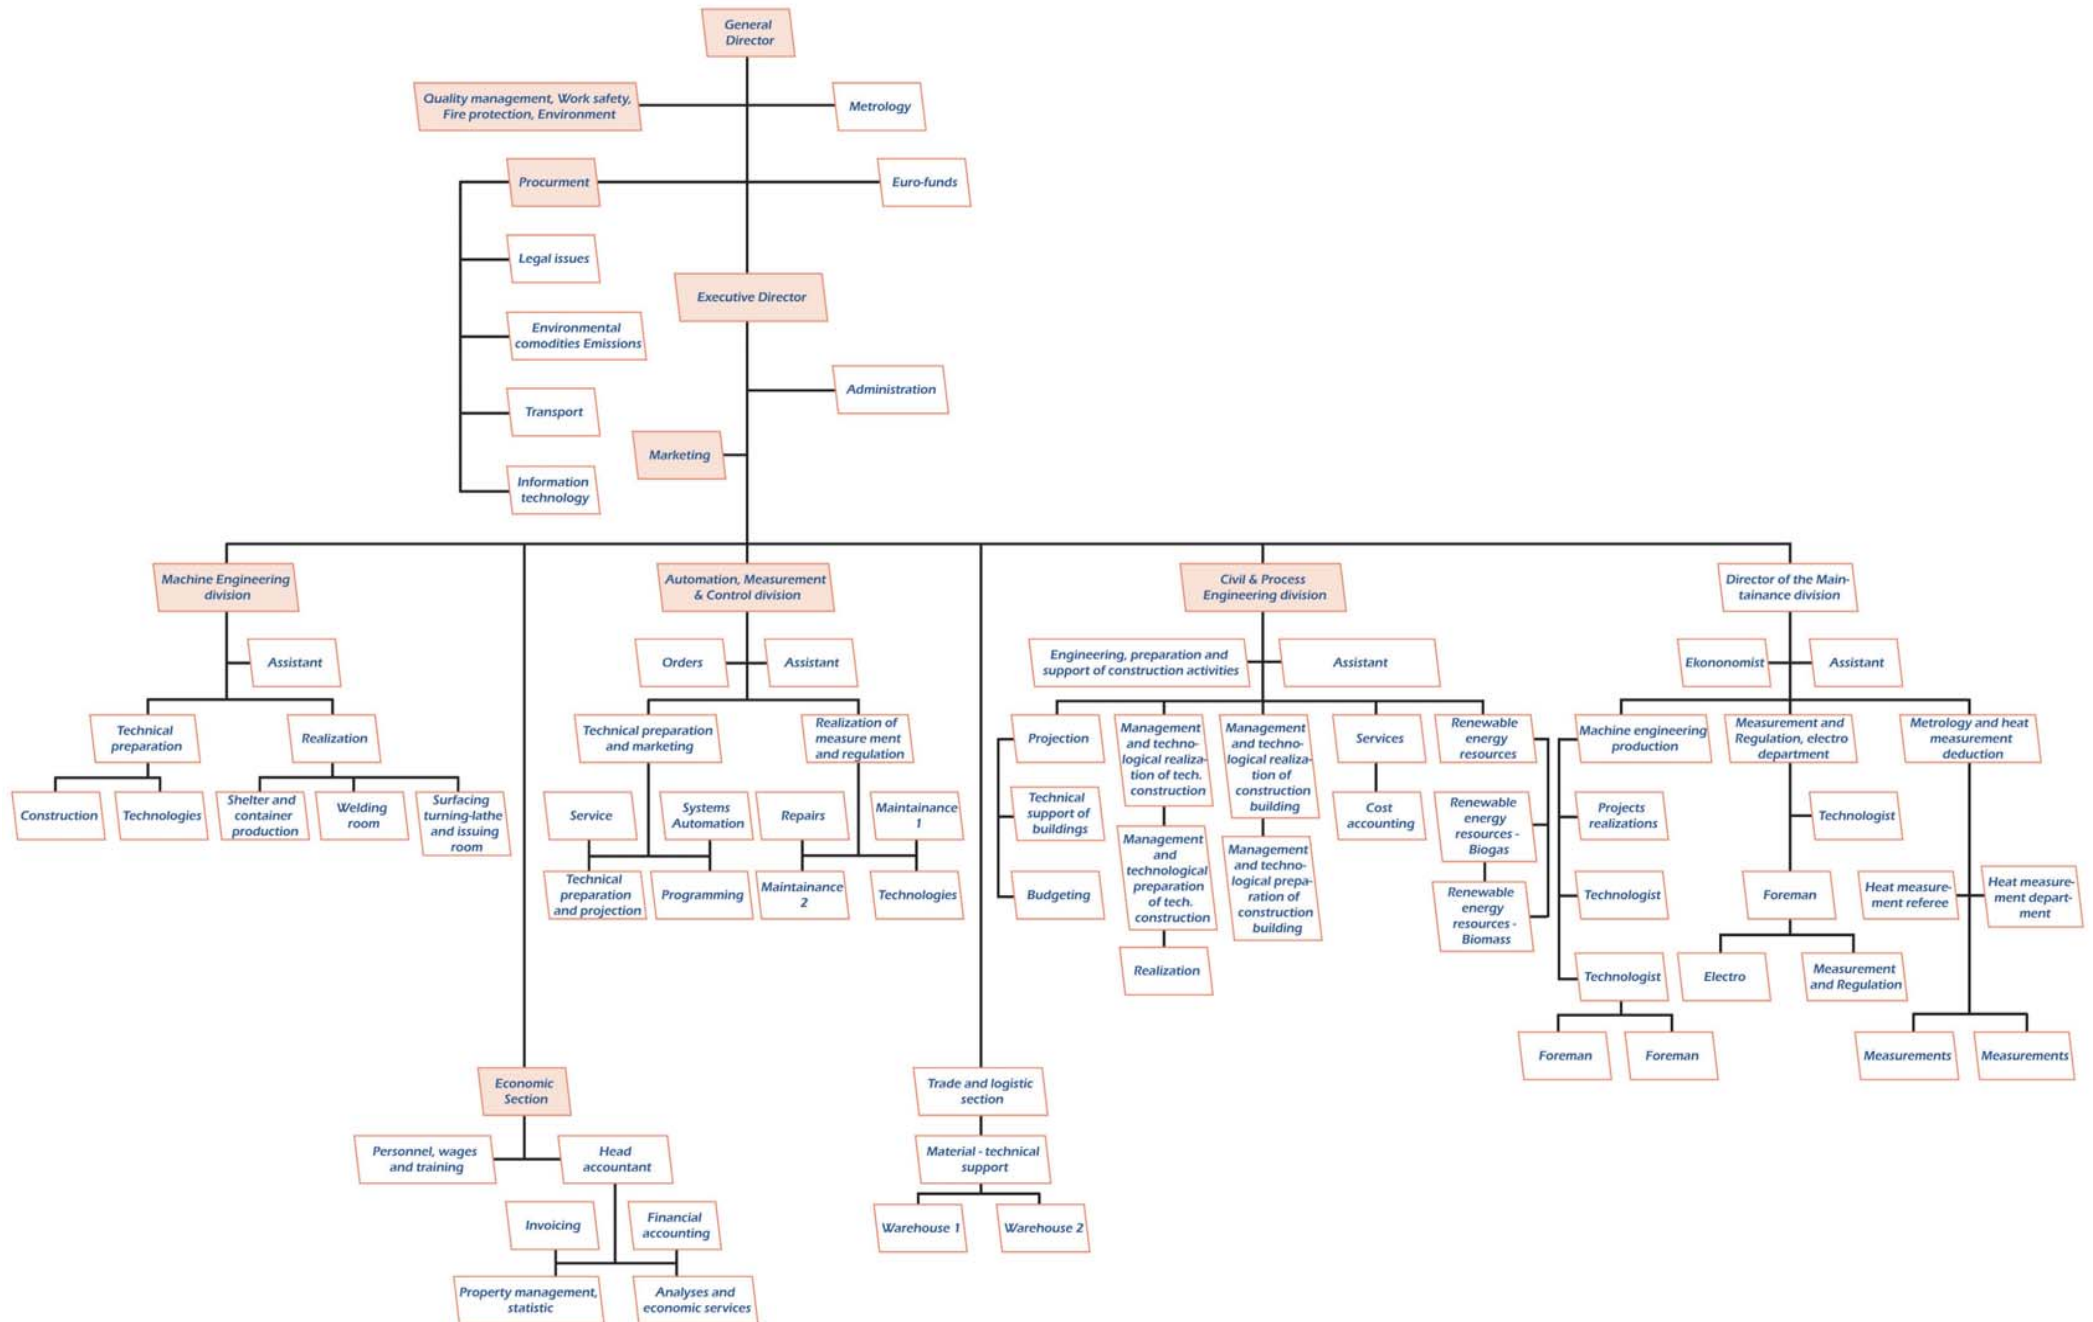 General
Director
Quality management, Work safety,
Fire protection, Environment
Metrology
Procurment
Euro-funds
Legal issues
Executive Director
Environmental
comodities Emissions
Administration
Transport
Marketing
Information
technology
Machine Engineering
division
Automation, Measurement
& Control division
Civil & Process
Engineering division
Director of the Main-
tainance division
Assistant
Orders
Assistant
Engineering, preparation and
support of construction activities
Assistant
Ekononomist
Assistant
Technical
preparation
Realization
Technical preparation
and marketing
Realization of
measure ment
and regulation
Projection
Management
and techno-
logical realiza-
tion of tech.
construction
Management
and techno-
logical realiza-
tion of
construction
building
Services
Renewable
energy
resources
Machine engineering
production
Measurement and
Regulation, electro
department
Metrology and heat
measurement
deduction
Construction
Technologies
Shelter and
container
production
Welding
room
Surfacing
turning-lathe
and issuing
room
Service
Systems
Automation
Repairs
Maintainance
1
Technical
support of
buildings
Cost
accounting
Renewable
energy
resources -
Biogas
Projects
realizations
Technologist
Technical
preparation
and projection
Programming
Maintainance
2
Technologies
Budgeting
Management
and
technological
preparation
of tech.
construction
Management
and techno-
logical prepa-
ration of
construction
building
Renewable
energy
resources -
Biomass
Technologist
Foreman
Heat measure-
ment referee
Heat measure-
ment depart-
ment
Realization
Technologist
Electro
Measurement
and Regulation
Foreman
Foreman
Measurements
Measurements
Economic
Section
Trade and logistic
section
Personnel, wages
and training
Head
accountant
Material - technical
support
Invoicing
Financial
accounting
Warehouse 1
Warehouse 2
Property management,
statistic
Analyses and
economic services